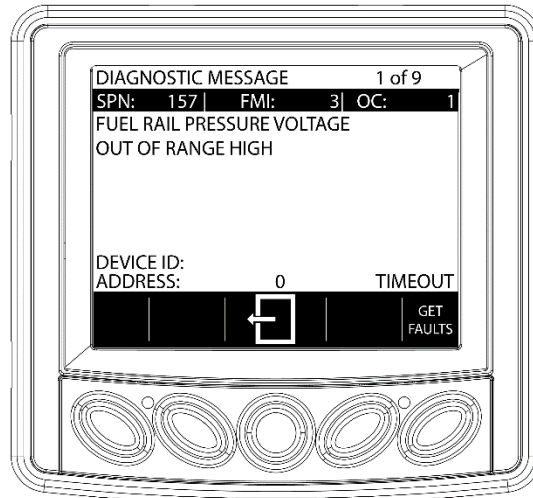 DIAGNOSTIC MESSAGE 1 of 9
SPN: 157 | FMI: 3 | OC: 1
FUEL RAIL PRESSURE VOLTAGE
OUT OF RANGE HIGH
DEVICE ID:
ADDRESS: 0 TIMEOUT
GET
FAULTS